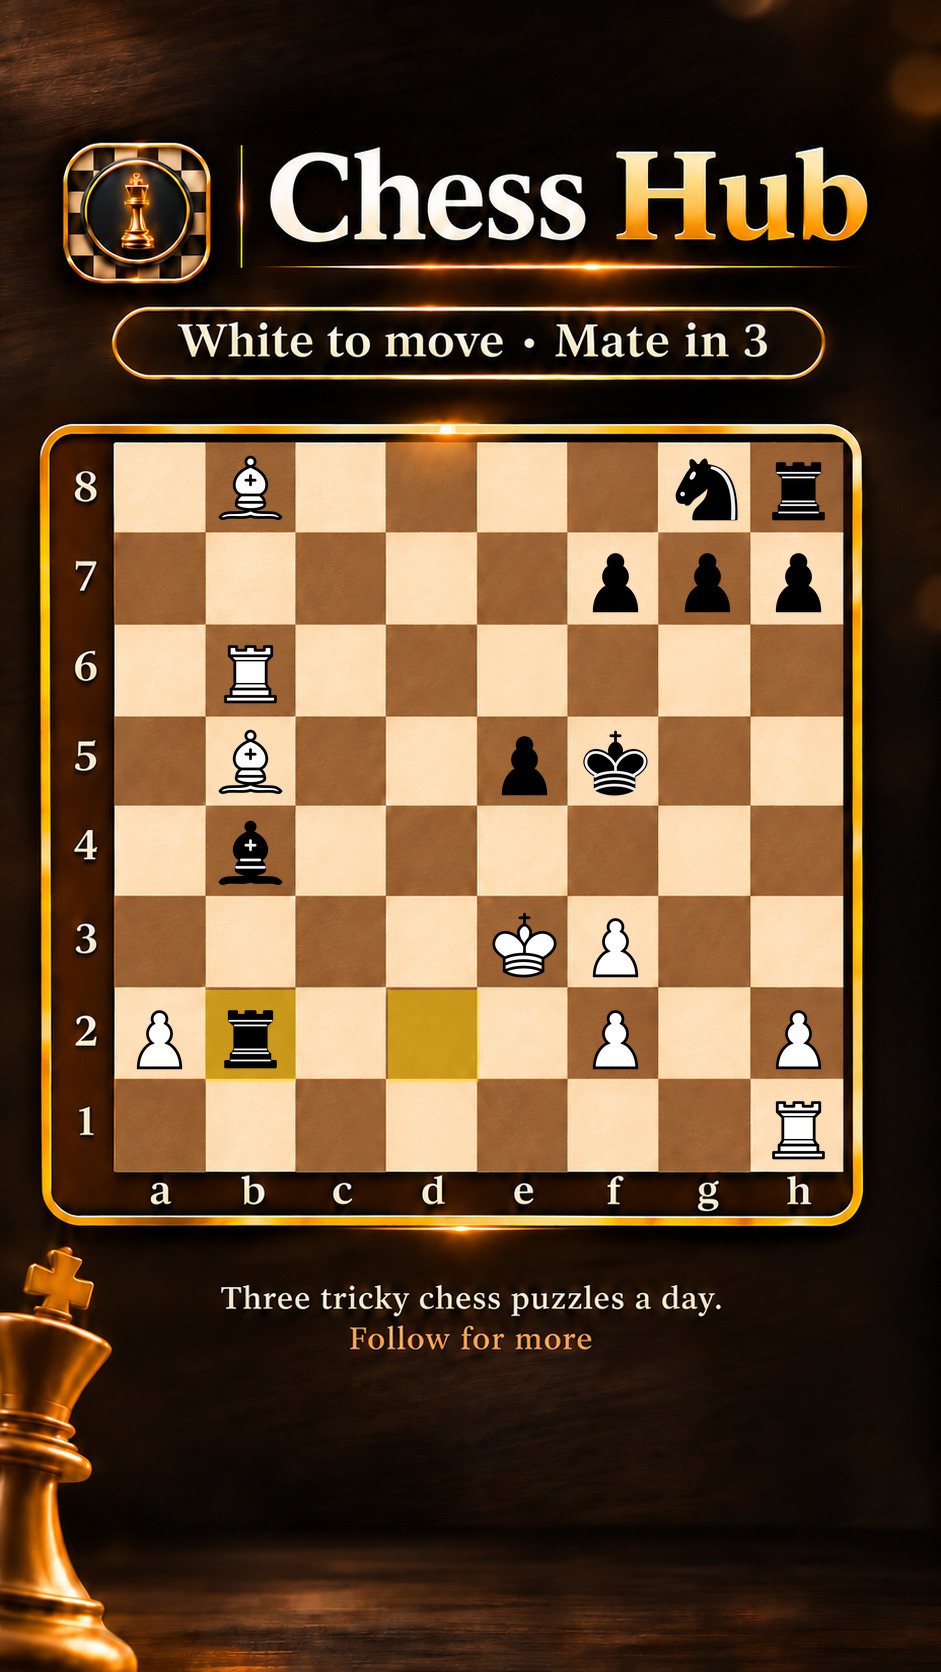 Chess Hub
White to move • Mate in 3
8
7
6
5
4
3
2
1
a b c d e f g h
Three tricky chess puzzles a day.
Follow for more